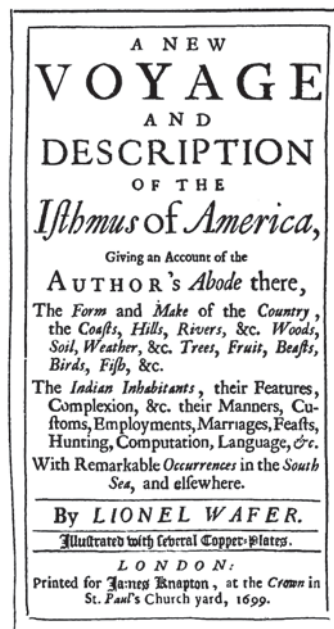 A NEW
VOYAGE
AND
DESCRIPTION
OF THE
Iſthmus of America,
Giving an Account of the
AUTHOR's Abode there,
The Form and Make of the Country,
the Coaſts, Hills, Rivers, &c. Woods,
Soil, Weather, &c. Trees, Fruit, Beaſts,
Birds, Fiſh, &c.
The Indian Inhabitants, their Features,
Complexion, &c. their Manners, Cu-
ſtoms, Employments, Marriages, Feaſts,
Hunting, Computation, Language, &c.
With Remarkable Occurrences in the South
Sea, and elſewhere.
By LIONEL WAFER.
Illuſtrated with ſeveral Copper-Plates.
LONDON:
Printed for James Knapton, at the Crown in
St. Paul's Church yard, 1699.